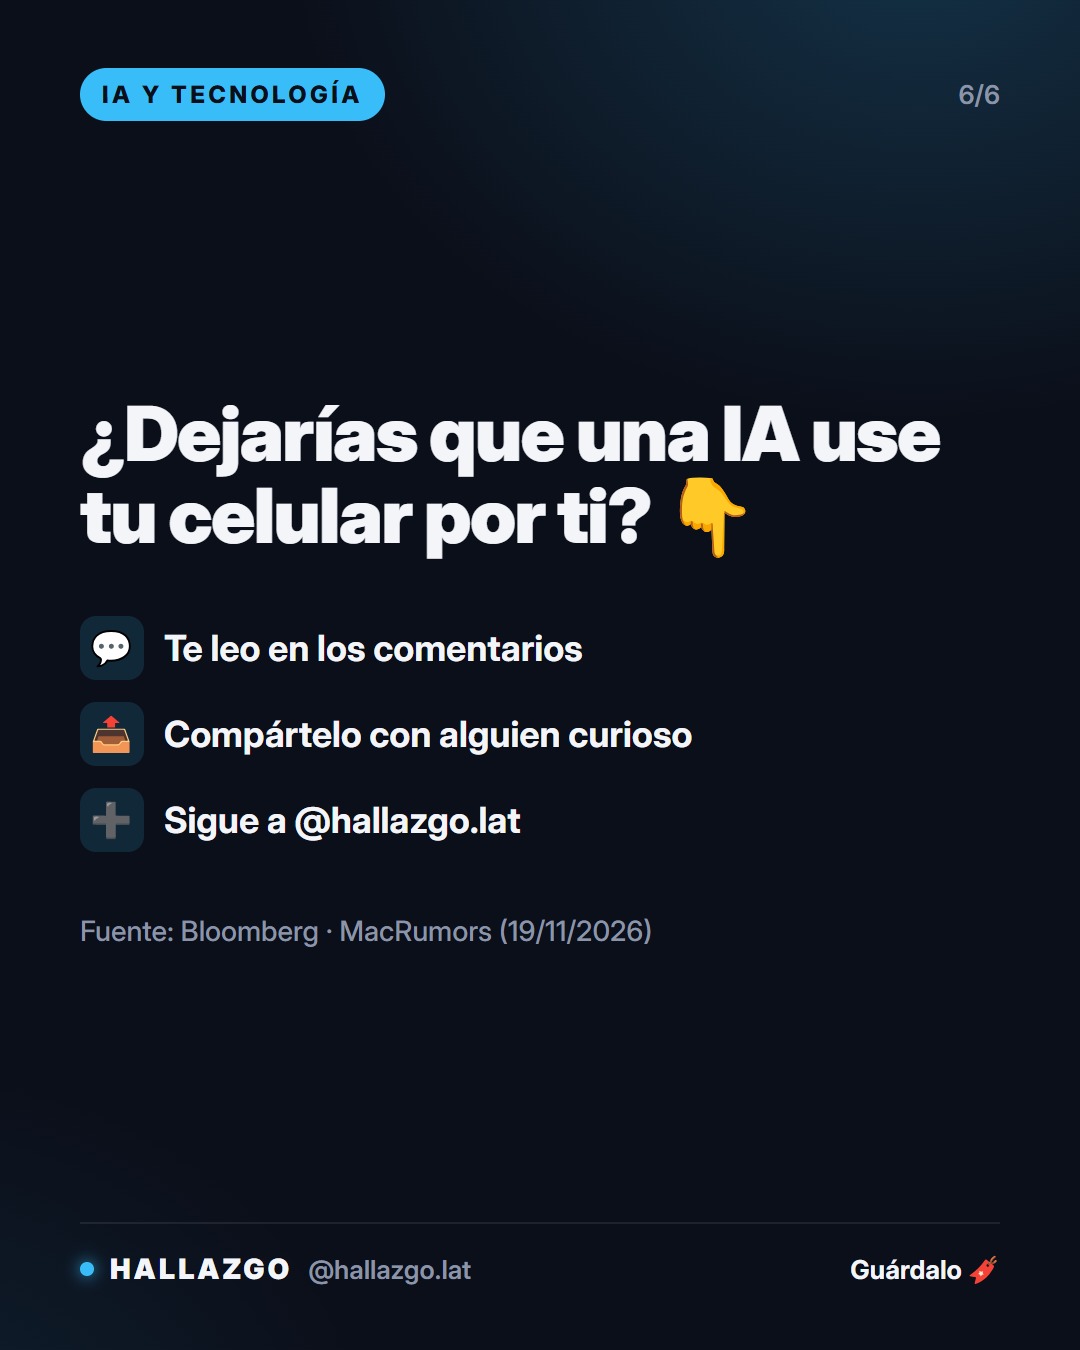 IA Y TECNOLOGÍA
6/6
¿Dejarías que una IA use
tu celular por ti? 👇
Te leo en los comentarios
Compártelo con alguien curioso
Sigue a @hallazgo.lat
Fuente: Bloomberg · MacRumors (19/11/2026)
HALLAZGO @hallazgo.lat
Guárdalo